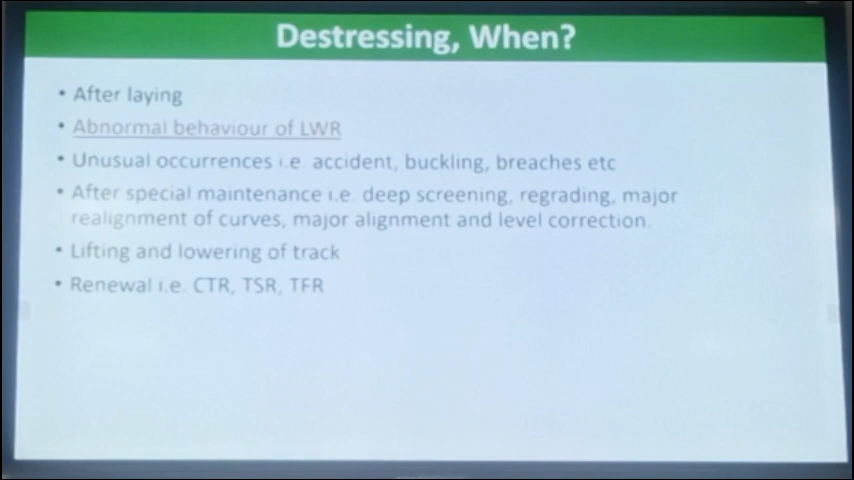 Destressing, When?
• After laying
• Abnormal behaviour of LWR
• Unusual occurrences i.e. accident, buckling, breaches etc
• After special maintenance i.e. deep screening, regrading, major
realignment of curves, major alignment and level correction.
• Lifting and lowering of track
• Renewal i.e. CTR, TSR, TFR